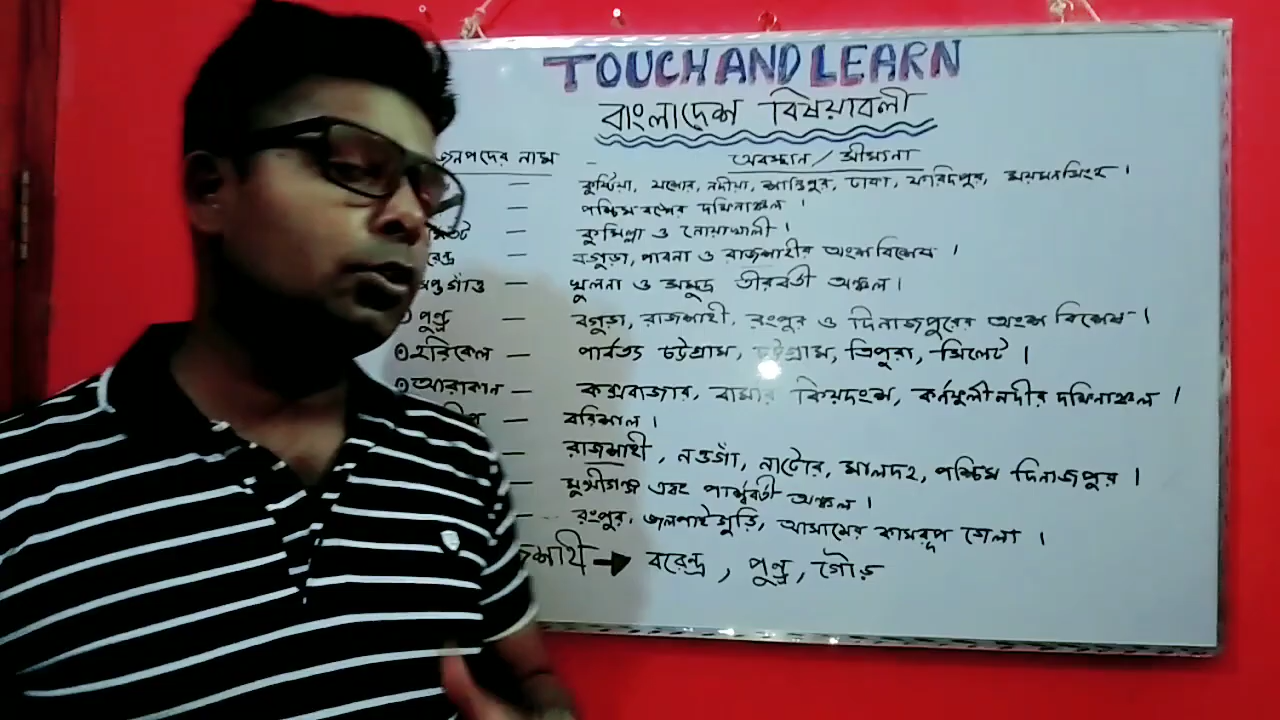 TOUCH AND LEARN
বাংলাদেশ বিষয়াবলী
জনপদের নাম - অবস্থান / সীমানা
— কুষ্টিয়া, যশোর, নদীয়া, শান্তিপুর, ঢাকা, ফরিদপুর, ময়মনসিংহ ।
— পশ্চিমবঙ্গের দক্ষিনাঞ্চল ।
— কুমিল্লা ও নোয়াখালী ।
রেন্দ্র — বগুড়া, পাবনা ও রাজশাহীর অংশবিশেষ ।
— খুলনা ও সমুদ্র তীরবর্তী অঞ্চল ।
পুন্ড্র — বগুড়া, রাজশাহী, রংপুর ও দিনাজপুরের অংশ বিশেষ ।
হরিকেল — পার্বত্য চট্টগ্রাম, চট্টগ্রাম, ত্রিপুরা, সিলেট ।
আরাকান — কক্সবাজার, বার্মার কিয়দংশ, কর্নফুলী নদীর দক্ষিনাঞ্চল ।
— বরিশাল ।
— রাজশাহী, নওগাঁ, নাটোর, মালদহ, পশ্চিম দিনাজপুর ।
— মুন্সীগঞ্জ এবং পার্শ্ববর্তী অঞ্চল ।
— রংপুর, জলপাইগুড়ি, আসামের কামরূপ জেলা ।
জশাহী → বরেন্দ্র, পুন্ড্র, গৌড়